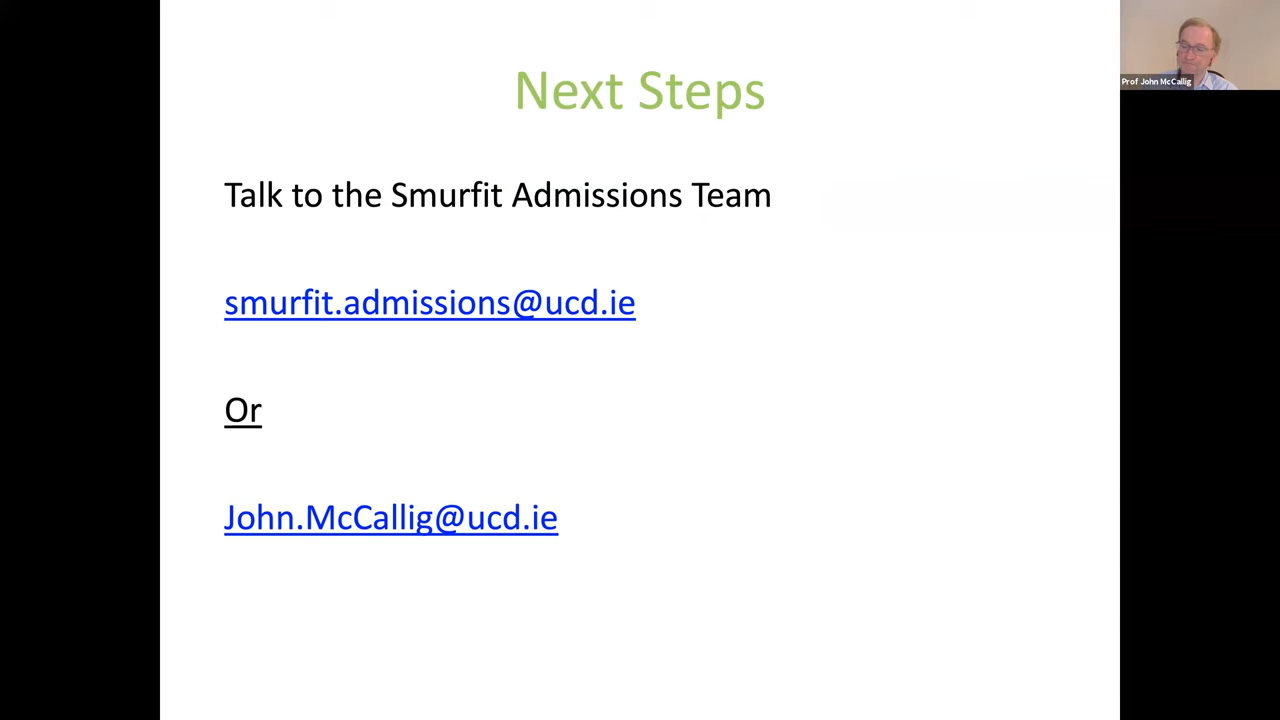 Next Steps
Prof John McCallig
Talk to the Smurfit Admissions Team
smurfit.admissions@ucd.ie
Or
John.McCallig@ucd.ie